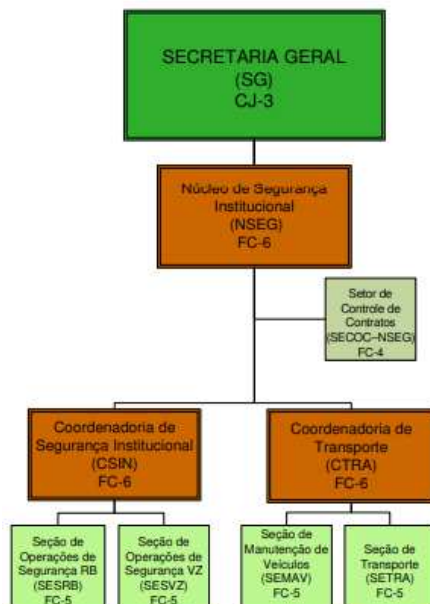 SECRETARIA GERAL
(SG)
CJ-3
Núcleo de Segurança
Institucional
(NSEG)
FC-6
Setor de
Controle de
Contratos
(SECOC–NSEG)
FC-4
Coordenadoria de
Segurança Institucional
(CSIN)
FC-6
Coordenadoria de
Transporte
(CTRA)
FC-6
Seção de
Operações de
Segurança RB
(SESRB)
FC-5
Seção de
Operações de
Segurança VZ
(SESVZ)
FC-5
Seção de
Manutenção de
Veículos
(SEMAV)
FC-5
Seção de
Transporte
(SETRA)
FC-5